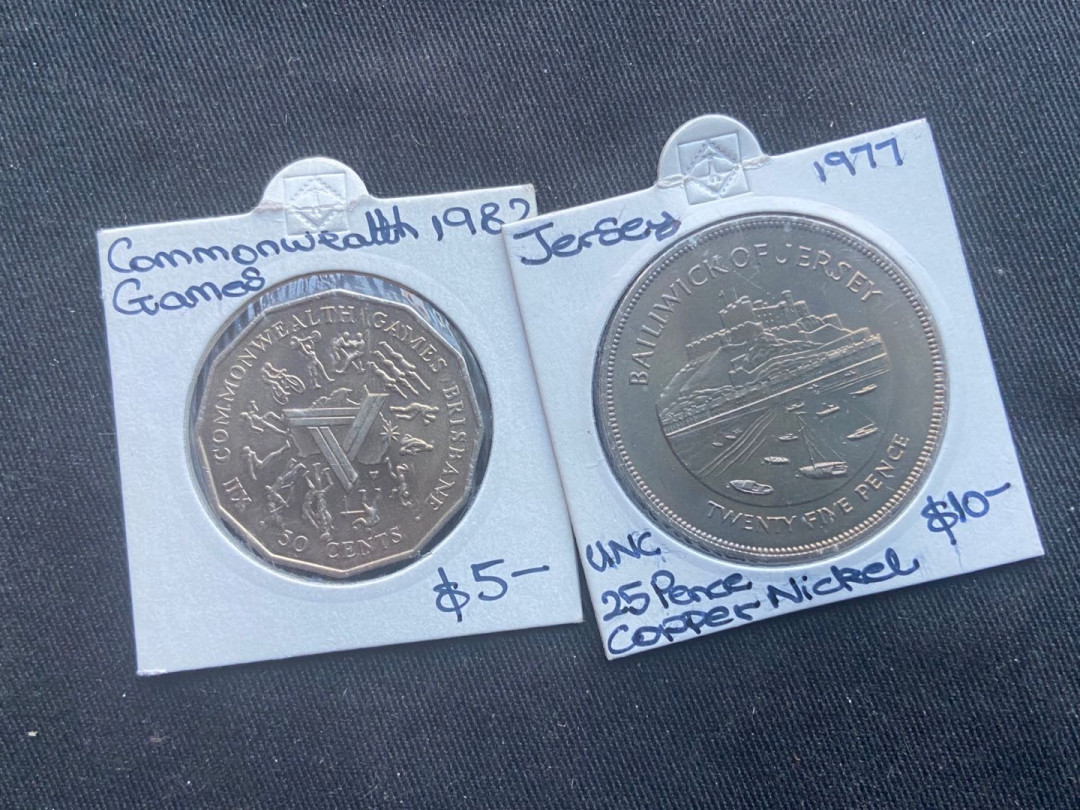 Commonwealth 1982
Games
XII COMMONWEALTH GAMES BRISBANE
50 CENTS
$5-
Jersey
1977
BAILIWICK OF JERSEY
TWENTY FIVE PENCE
$10-
UNC
25 Pence
Copper Nickel